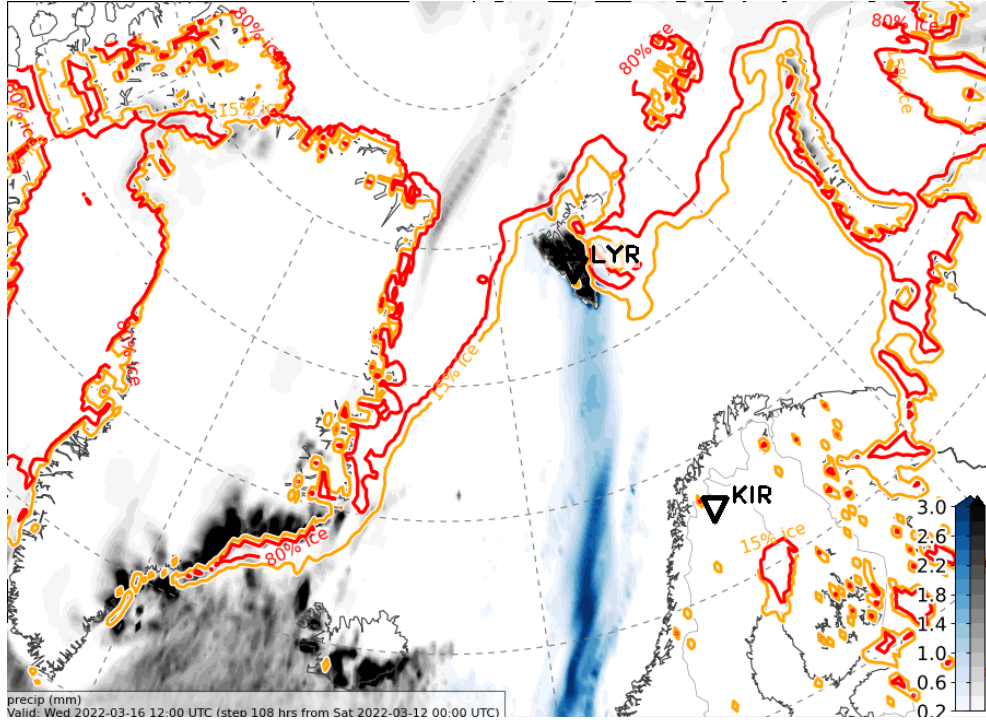 80% ice
80% ice
80% ice
80% ice
15% ice
15% ice
LYR
80% ice
15% ice
KIR
15% ice
80% ice
3.0
2.6
2.2
1.8
1.4
1.0
0.6
0.2
precip (mm)
Valid: Wed 2022-03-16 12:00 UTC (step 108 hrs from Sat 2022-03-12 00:00 UTC)